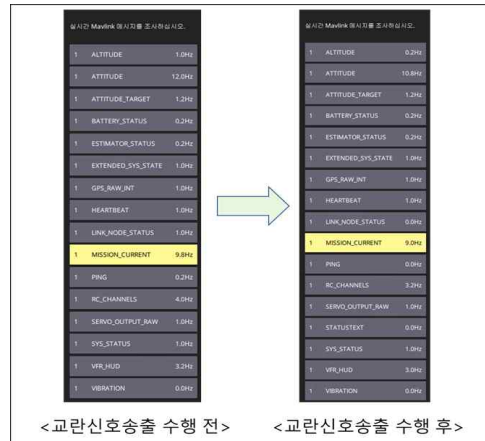 실시간 Mavlink 메시지를 조사하십시오.
1 ALTITUDE 1.0Hz
1 ATTITUDE 12.0Hz
1 ATTITUDE_TARGET 1.2Hz
1 BATTERY_STATUS 0.2Hz
1 ESTIMATOR_STATUS 0.2Hz
1 EXTENDED_SYS_STATE 1.0Hz
1 GPS_RAW_INT 1.0Hz
1 HEARTBEAT 1.0Hz
1 LINK_NODE_STATUS 1.0Hz
1 MISSION_CURRENT 9.8Hz
1 PING 0.2Hz
1 RC_CHANNELS 4.0Hz
1 SERVO_OUTPUT_RAW 1.0Hz
1 SYS_STATUS 1.0Hz
1 VFR_HUD 3.2Hz
1 VIBRATION 0.0Hz
<교란신호송출 수행 전>
실시간 Mavlink 메시지를 조사하십시오.
1 ALTITUDE 0.2Hz
1 ATTITUDE 10.8Hz
1 ATTITUDE_TARGET 1.2Hz
1 BATTERY_STATUS 0.2Hz
1 ESTIMATOR_STATUS 0.2Hz
1 EXTENDED_SYS_STATE 1.0Hz
1 GPS_RAW_INT 1.0Hz
1 HEARTBEAT 1.0Hz
1 LINK_NODE_STATUS 0.0Hz
1 MISSION_CURRENT 9.0Hz
1 PING 0.0Hz
1 RC_CHANNELS 3.2Hz
1 SERVO_OUTPUT_RAW 1.0Hz
1 STATUSTEXT 0.0Hz
1 SYS_STATUS 1.0Hz
1 VFR_HUD 3.0Hz
1 VIBRATION 0.0Hz
<교란신호송출 수행 후>